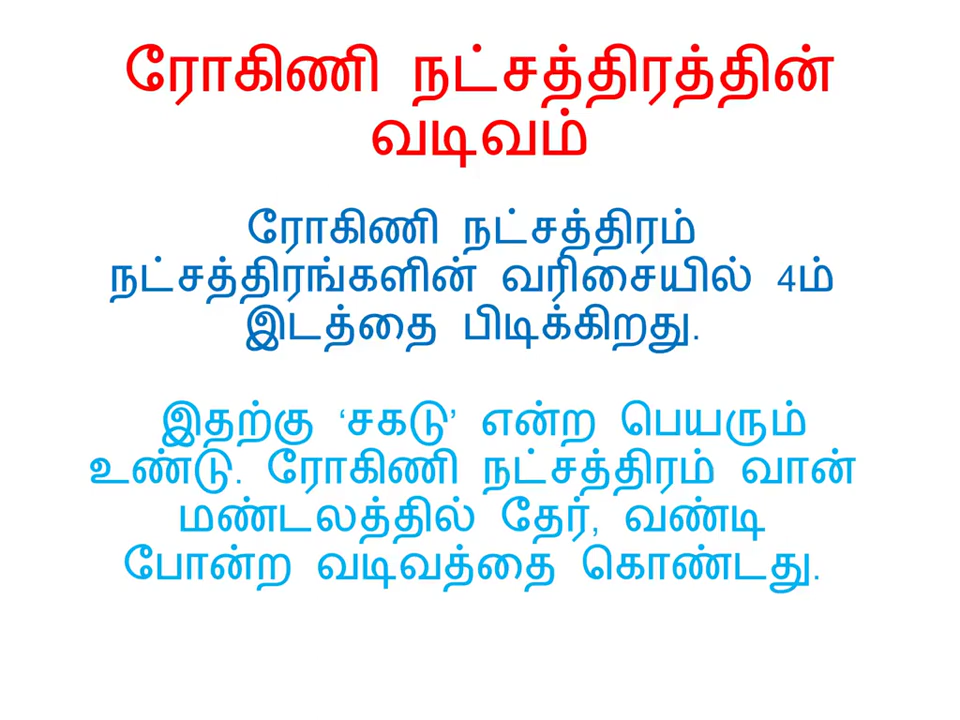 ரோகிணி நட்சத்திரத்தின்
வடிவம்
ரோகிணி நட்சத்திரம்
நட்சத்திரங்களின் வரிசையில் 4ம்
இடத்தை பிடிக்கிறது.
இதற்கு ‘சகடு’ என்ற பெயரும்
உண்டு. ரோகிணி நட்சத்திரம் வான்
மண்டலத்தில் தேர், வண்டி
போன்ற வடிவத்தை கொண்டது.